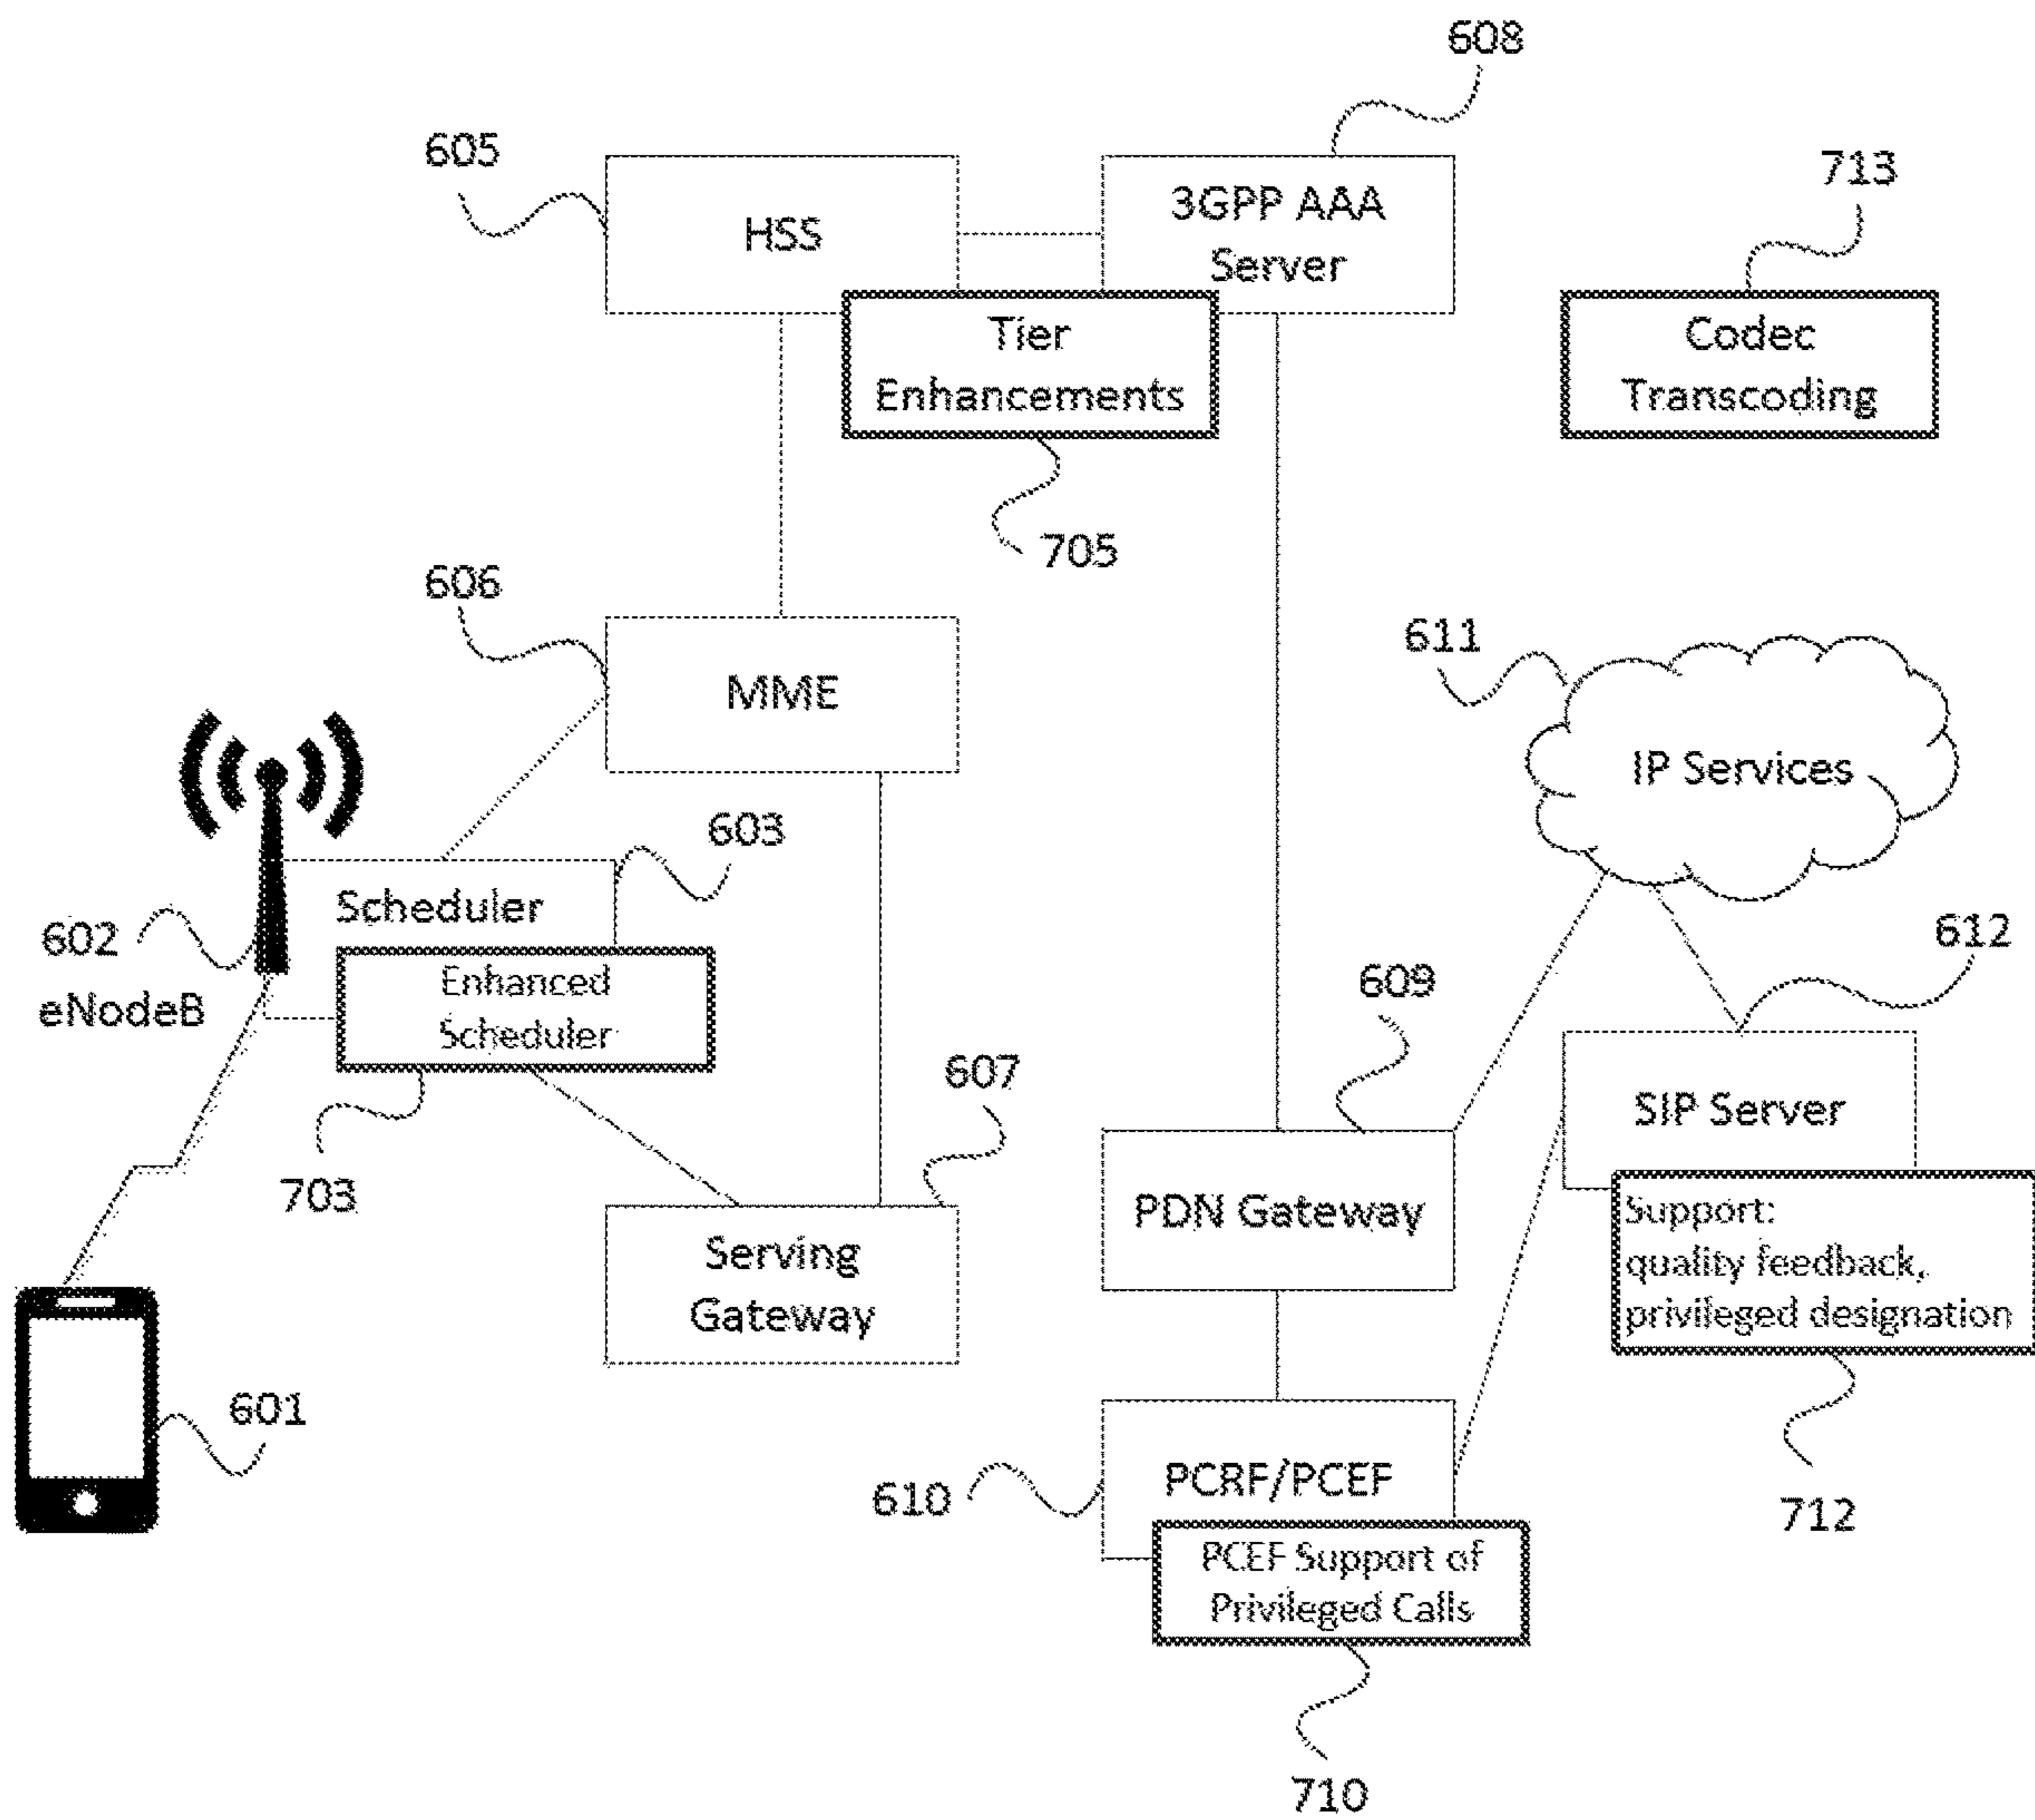 608
605
713
HSS
3GPP AAA
Server
Tier
Enhancements
Codec
Transcoding
705
606
611
MME
IP Services
603
Scheduler
602
eNodeB
612
Enhanced
Scheduler
609
607
SIP Server
703
PDN Gateway
Support:
quality feedback,
privileged designation
Serving
Gateway
601
610
PCRF/PCEF
712
PCEF Support of
Privileged Calls
710